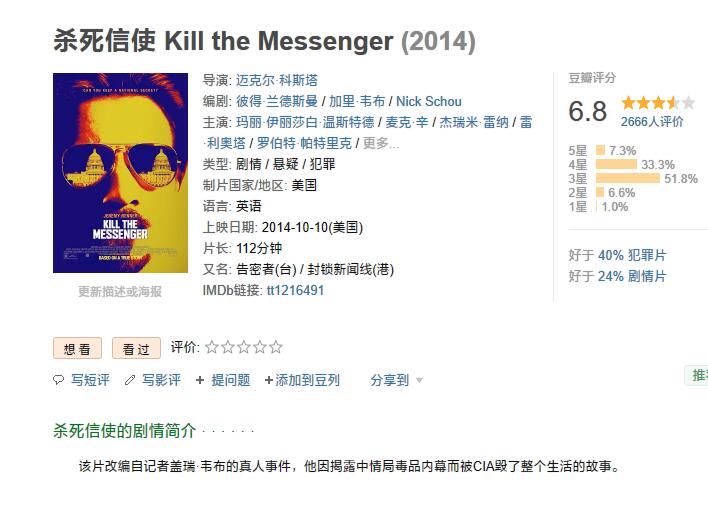 杀死信使 Kill the Messenger (2014)
CAN YOU KEEP A NATIONAL SECRET?
JEREMY RENNER
KILL THE
MESSENGER
BASED ON A TRUE STORY
更新描述或海报
导演: 迈克尔·科斯塔
编剧: 彼得·兰德斯曼 / 加里·韦布 / Nick Schou
主演: 玛丽·伊丽莎白·温斯特德 / 麦克·辛 / 杰瑞米·雷纳 / 雷
·利奥塔 / 罗伯特·帕特里克 / 更多...
类型: 剧情 / 悬疑 / 犯罪
制片国家/地区: 美国
语言: 英语
上映日期: 2014-10-10(美国)
片长: 112分钟
又名: 告密者(台) / 封锁新闻线(港)
IMDb链接: tt1216491
豆瓣评分
6.8
2666人评价
5星 7.3%
4星 33.3%
3星 51.8%
2星 6.6%
1星 1.0%
好于 40% 犯罪片
好于 24% 剧情片
想看 看过 评价:
写短评 写影评 + 提问题 +添加到豆列 分享到
推
杀死信使的剧情简介 · · · · · ·
该片改编自记者盖瑞·韦布的真人事件，他因揭露中情局毒品内幕而被CIA毁了整个生活的故事。